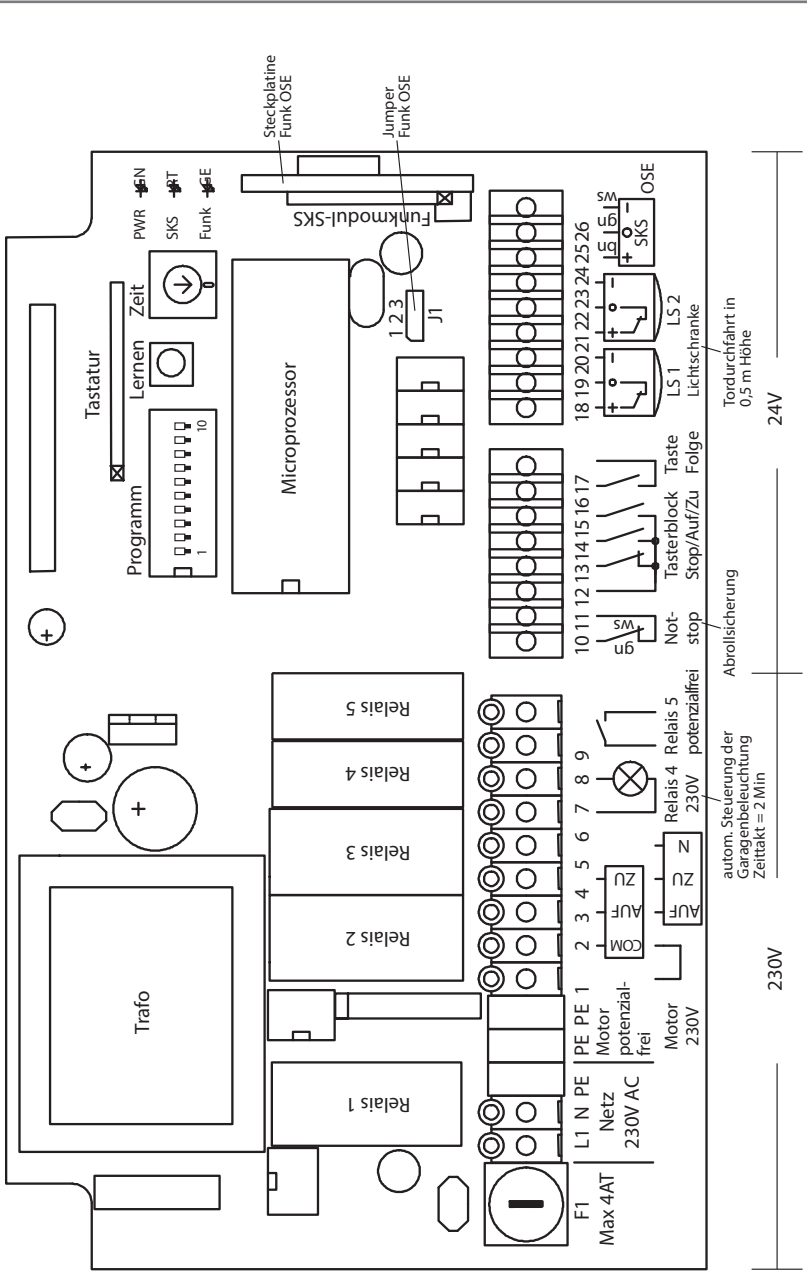 Steckplatine
Funk OSE
Jumper
Funk OSE
PWR GN
SKS RT
Funk GE
Funkmodul-SKS
Tastatur
Zeit
0
Lernen
Programm
1 10
Microprozessor
1 2 3
J1
Trafo
Relais 1
Relais 2
Relais 3
Relais 4
Relais 5
F1
Max 4AT
L1 N PE
Netz
230V AC
PE PE 1 2 3 4 5 6 7 8 9
Motor
potenzial-
frei
COM AUF ZU
Motor
230V
AUF ZU N
Relais 4
230V
Relais 5
potenzialfrei
autom. Steuerung der
Garagenbeleuchtung
Zeittakt = 2 Min
10 11 12 13 14 15 16 17
gn ws
Not-
stop
Abrollsicherung
Tasterblock
Stop/Auf/Zu
Taste
Folge
18 19 20 21 22 23 24 25 26
LS 1
LS 2
Lichtschranke
Tordurchfahrt in
0,5 m Höhe
bn gn ws
SKS
OSE
230V
24V